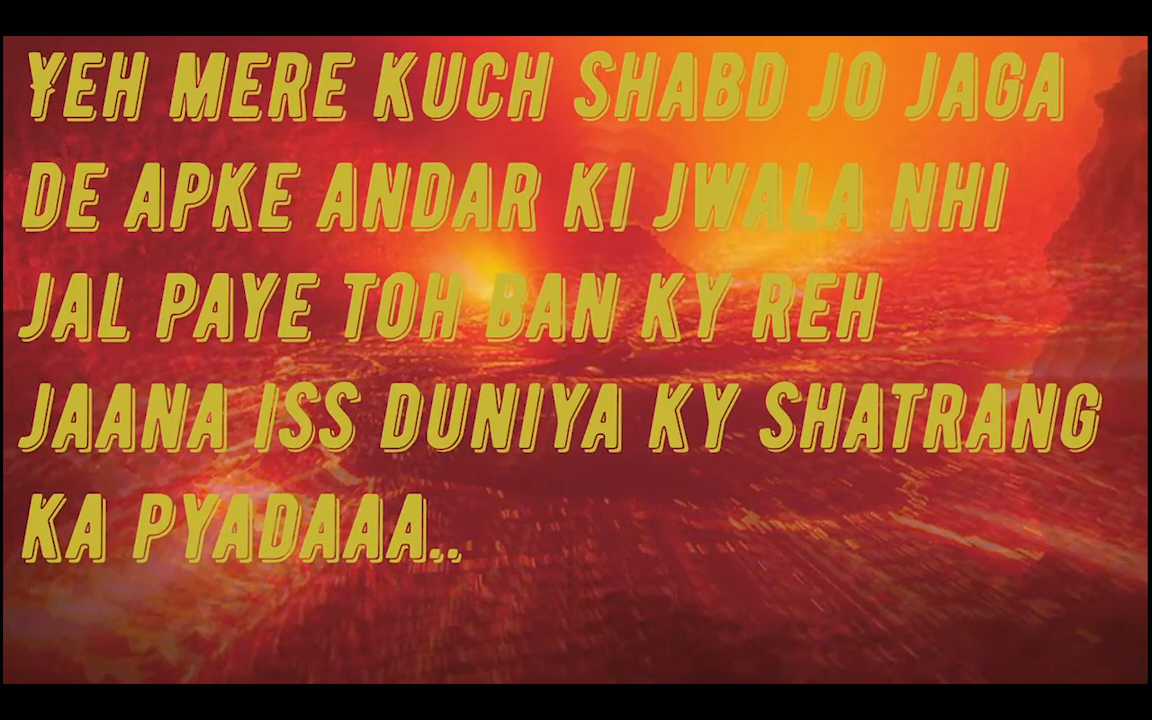 YEH MERE KUCH SHABD JO JAGA
DE APKE ANDAR KI JWALA NHI
JAL PAYE TOH BAN KY REH
JAANA ISS DUNIYA KY SHATRANG
KA PYADAAA..